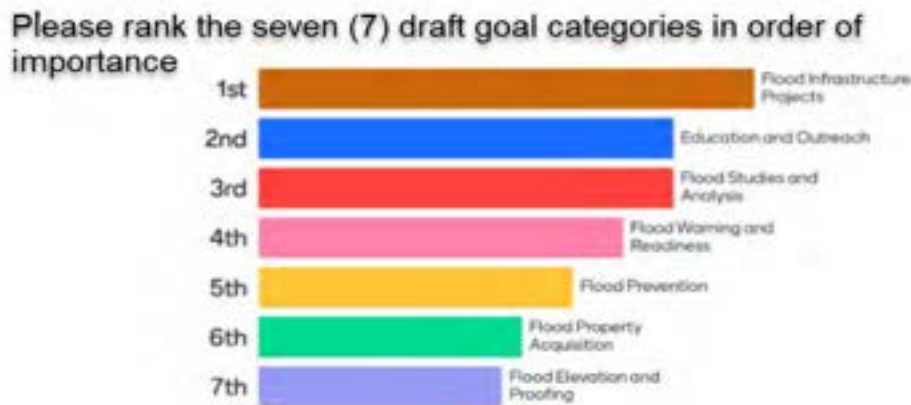 Please rank the seven (7) draft goal categories in order of
importance
1st
Flood Infrastructure
Projects
2nd
Education and Outreach
3rd
Flood Studies and
Analysis
4th
Flood Warning and
Readiness
5th
Flood Prevention
6th
Flood Property
Acquisition
7th
Flood Elevation and
Proofing